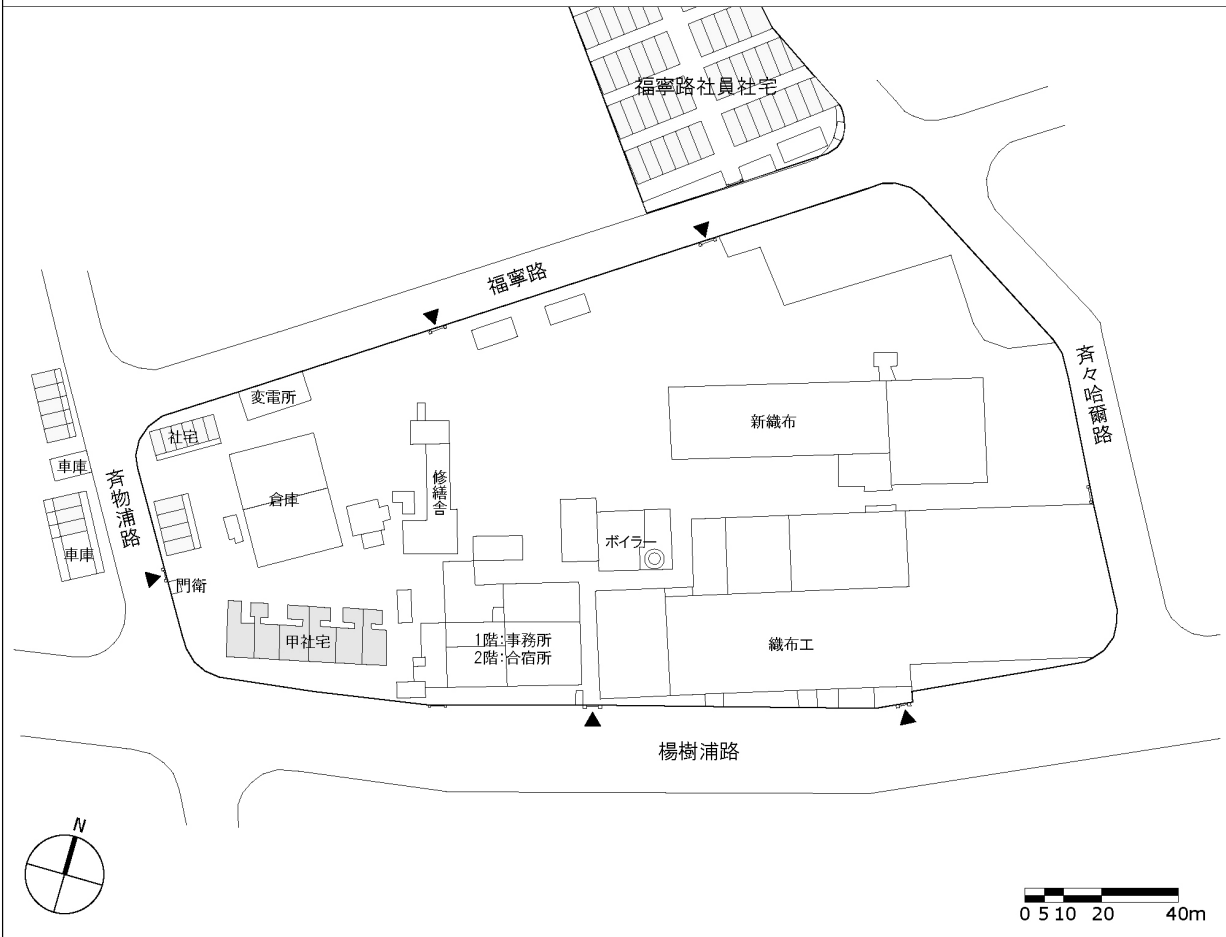 福寧路社員社宅
福寧路
斉々哈爾路
変電所
社宅
新織布
車庫
斉物浦路
倉庫
修繕舎
車庫
ボイラー
門衛
甲社宅
1階:事務所
2階:合宿所
織布工
楊樹浦路
N
0 5 10 20 40m